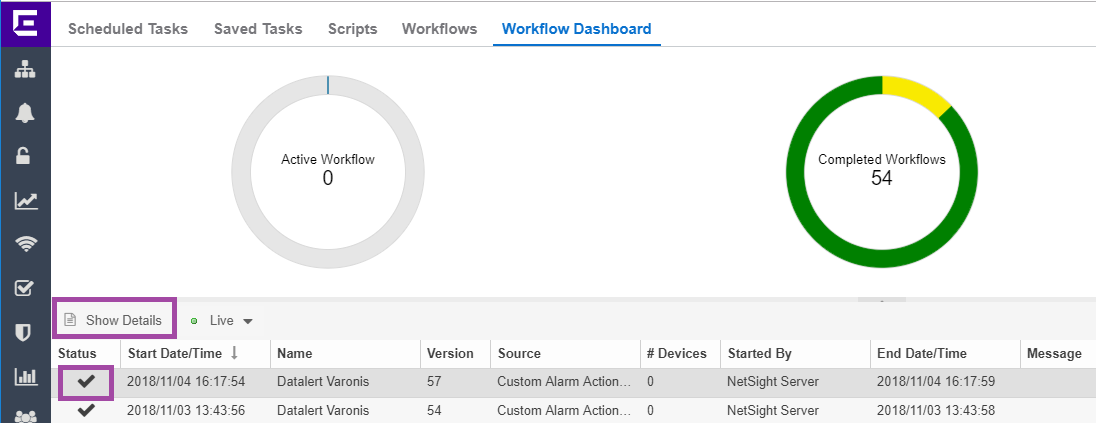 Scheduled Tasks Saved Tasks Scripts Workflows Workflow Dashboard
Active Workflow
0
Completed Workflows
54
Show Details Live
Status Start Date/Time Name Version Source # Devices Started By End Date/Time Message
2018/11/04 16:17:54 Datalert Varonis 57 Custom Alarm Action... 0 NetSight Server 2018/11/04 16:17:59
2018/11/03 13:43:56 Datalert Varonis 54 Custom Alarm Action... 0 NetSight Server 2018/11/03 13:43:58